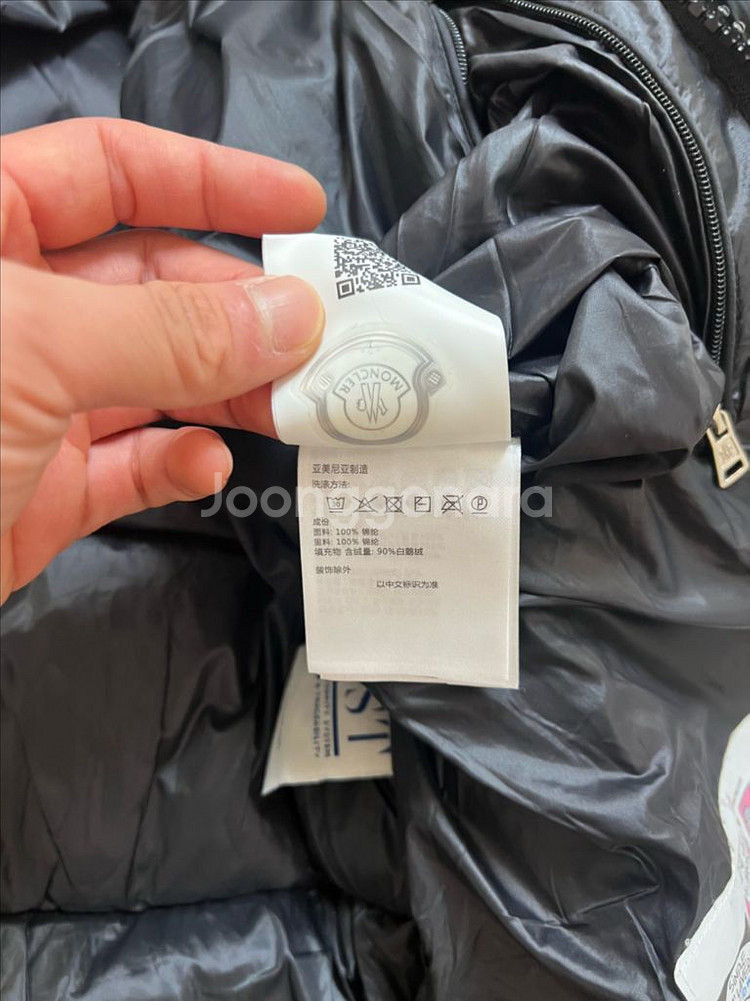 MONCLER
亚美尼亚制造
洗涤方法:
30
P
Joonggonara
成份
面料: 100% 锦纶
里料: 100% 锦纶
填充物 含绒量: 90%白鹅绒
装饰除外
以中文标识为准